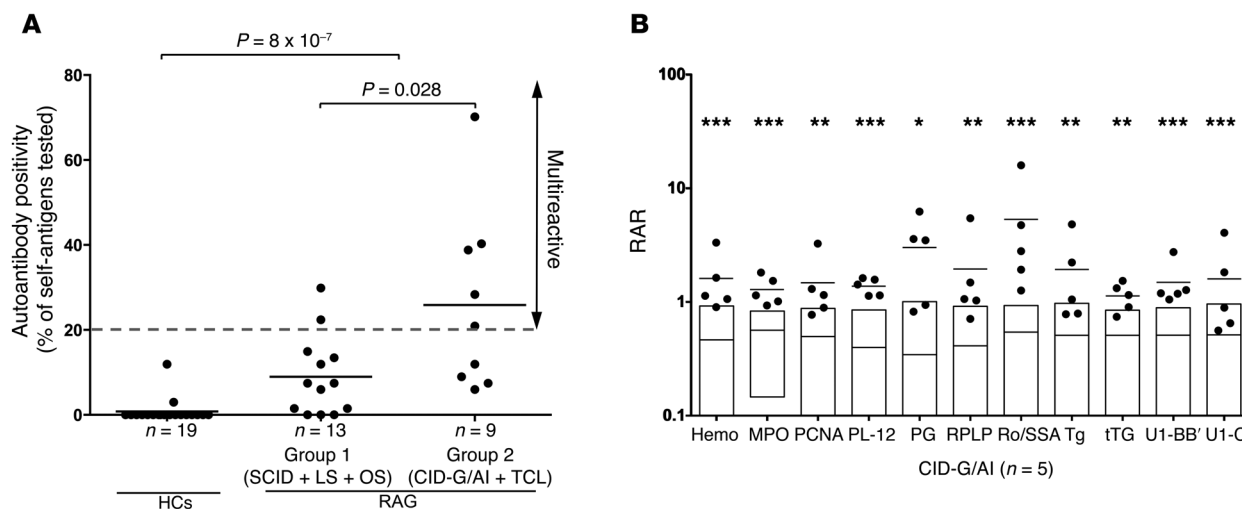 A
P = 8 x 10⁻⁷
P = 0.028
Multireactive
Autoantibody positivity
(% of self-antigens tested)
80
60
40
20
0
n = 19
n = 13
n = 9
Group 1
(SCID + LS + OS)
Group 2
(CID-G/AI + TCL)
HCs
RAG
B
RAR
100
10
1
0.1
*** *** ** *** * ** *** ** ** *** ***
Hemo MPO PCNA PL-12 PG RPLP Ro/SSA Tg tTG U1-BB′ U1-C
CID-G/AI (n = 5)